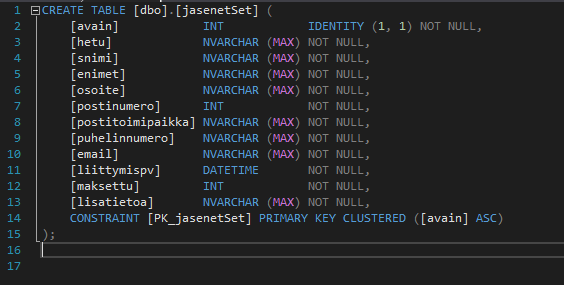 1 CREATE TABLE [dbo].[jasenetSet] (
2 [avain] INT IDENTITY (1, 1) NOT NULL,
3 [hetu] NVARCHAR (MAX) NOT NULL,
4 [snimi] NVARCHAR (MAX) NOT NULL,
5 [enimet] NVARCHAR (MAX) NOT NULL,
6 [osoite] NVARCHAR (MAX) NOT NULL,
7 [postinumero] INT NOT NULL,
8 [postitoimipaikka] NVARCHAR (MAX) NOT NULL,
9 [puhelinnumero] NVARCHAR (MAX) NOT NULL,
10 [email] NVARCHAR (MAX) NOT NULL,
11 [liittymispv] DATETIME NOT NULL,
12 [maksettu] INT NOT NULL,
13 [lisatietoa] NVARCHAR (MAX) NOT NULL,
14 CONSTRAINT [PK_jasenetSet] PRIMARY KEY CLUSTERED ([avain] ASC)
15 );
16
17